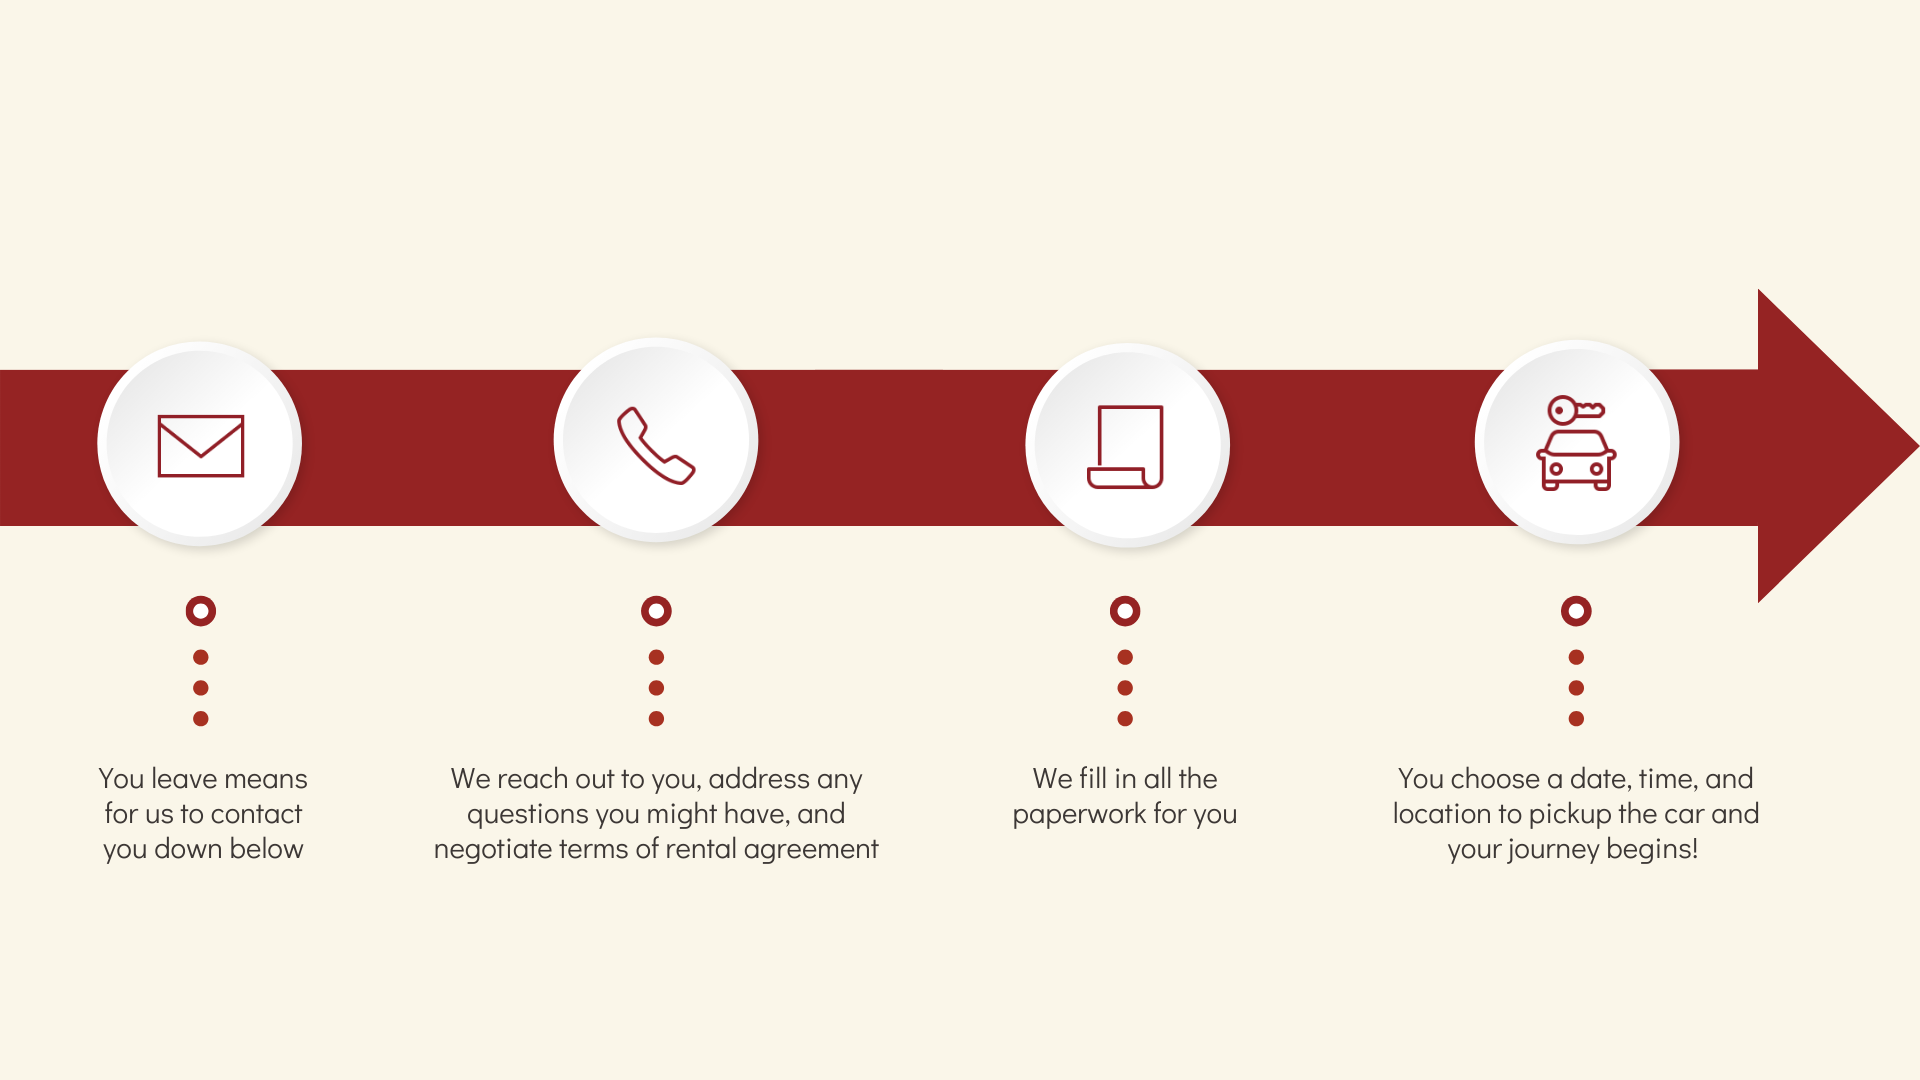 You leave means
for us to contact
you down below
We reach out to you, address any
questions you might have, and
negotiate terms of rental agreement
We fill in all the
paperwork for you
You choose a date, time, and
location to pickup the car and
your journey begins!